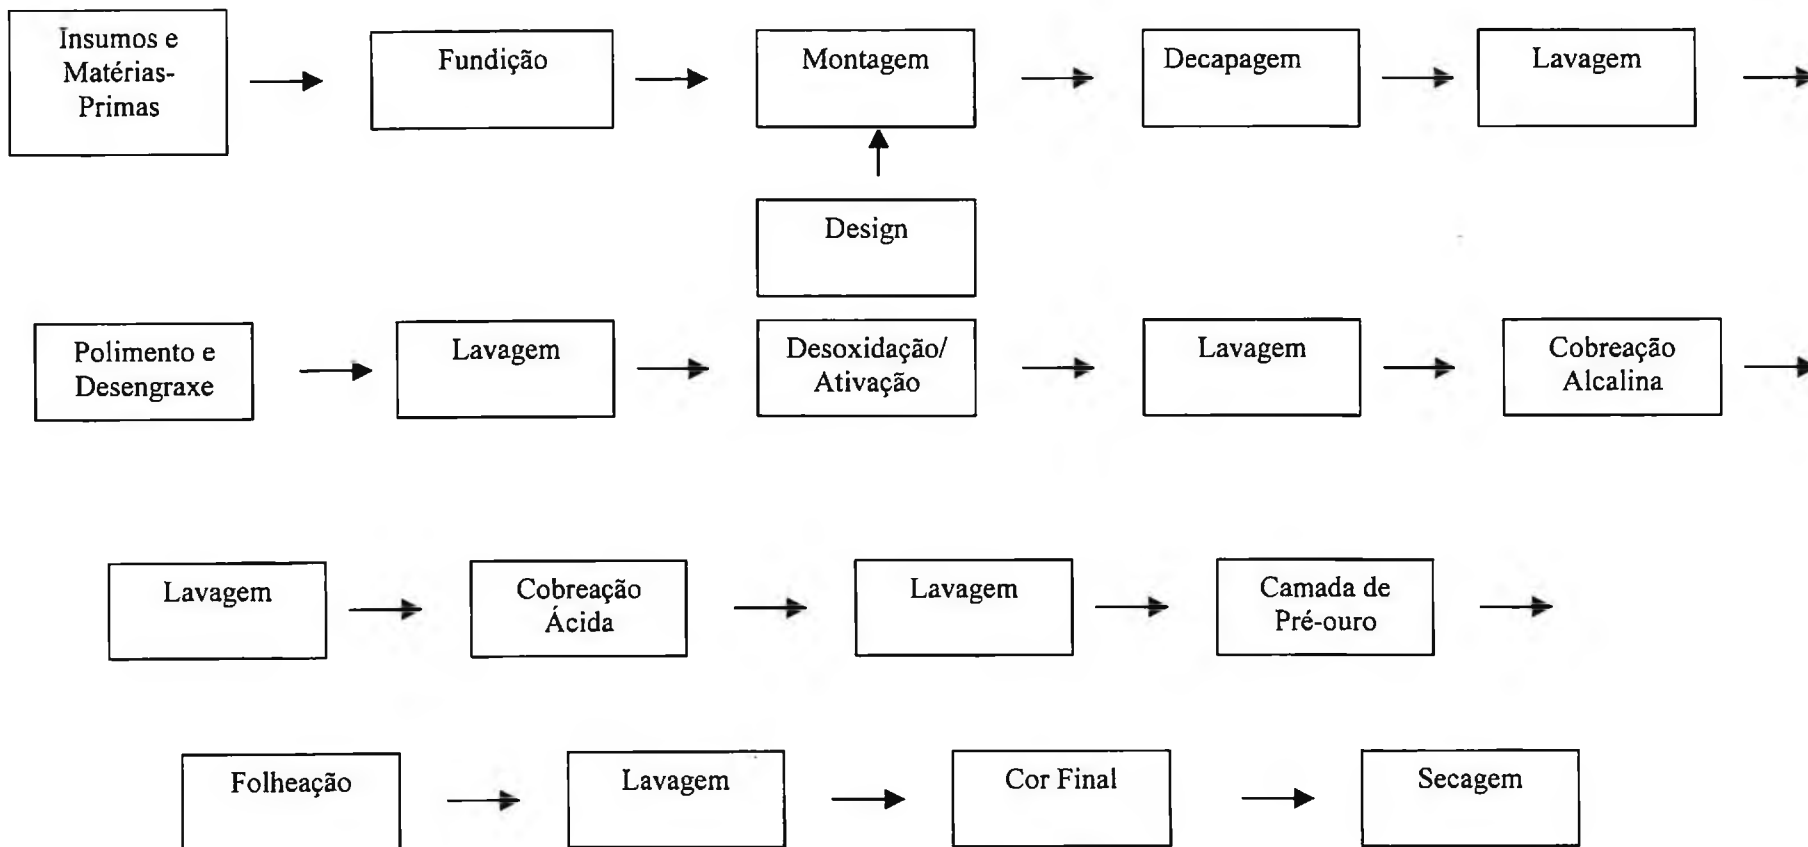 Insumos e
Matérias-
Primas
Fundição
Montagem
Decapagem
Lavagem
Design
Polimento e
Desengraxe
Lavagem
Desoxidação/
Ativação
Lavagem
Cobreação
Alcalina
Lavagem
Cobreação
Ácida
Lavagem
Camada de
Pré-ouro
Folheação
Lavagem
Cor Final
Secagem